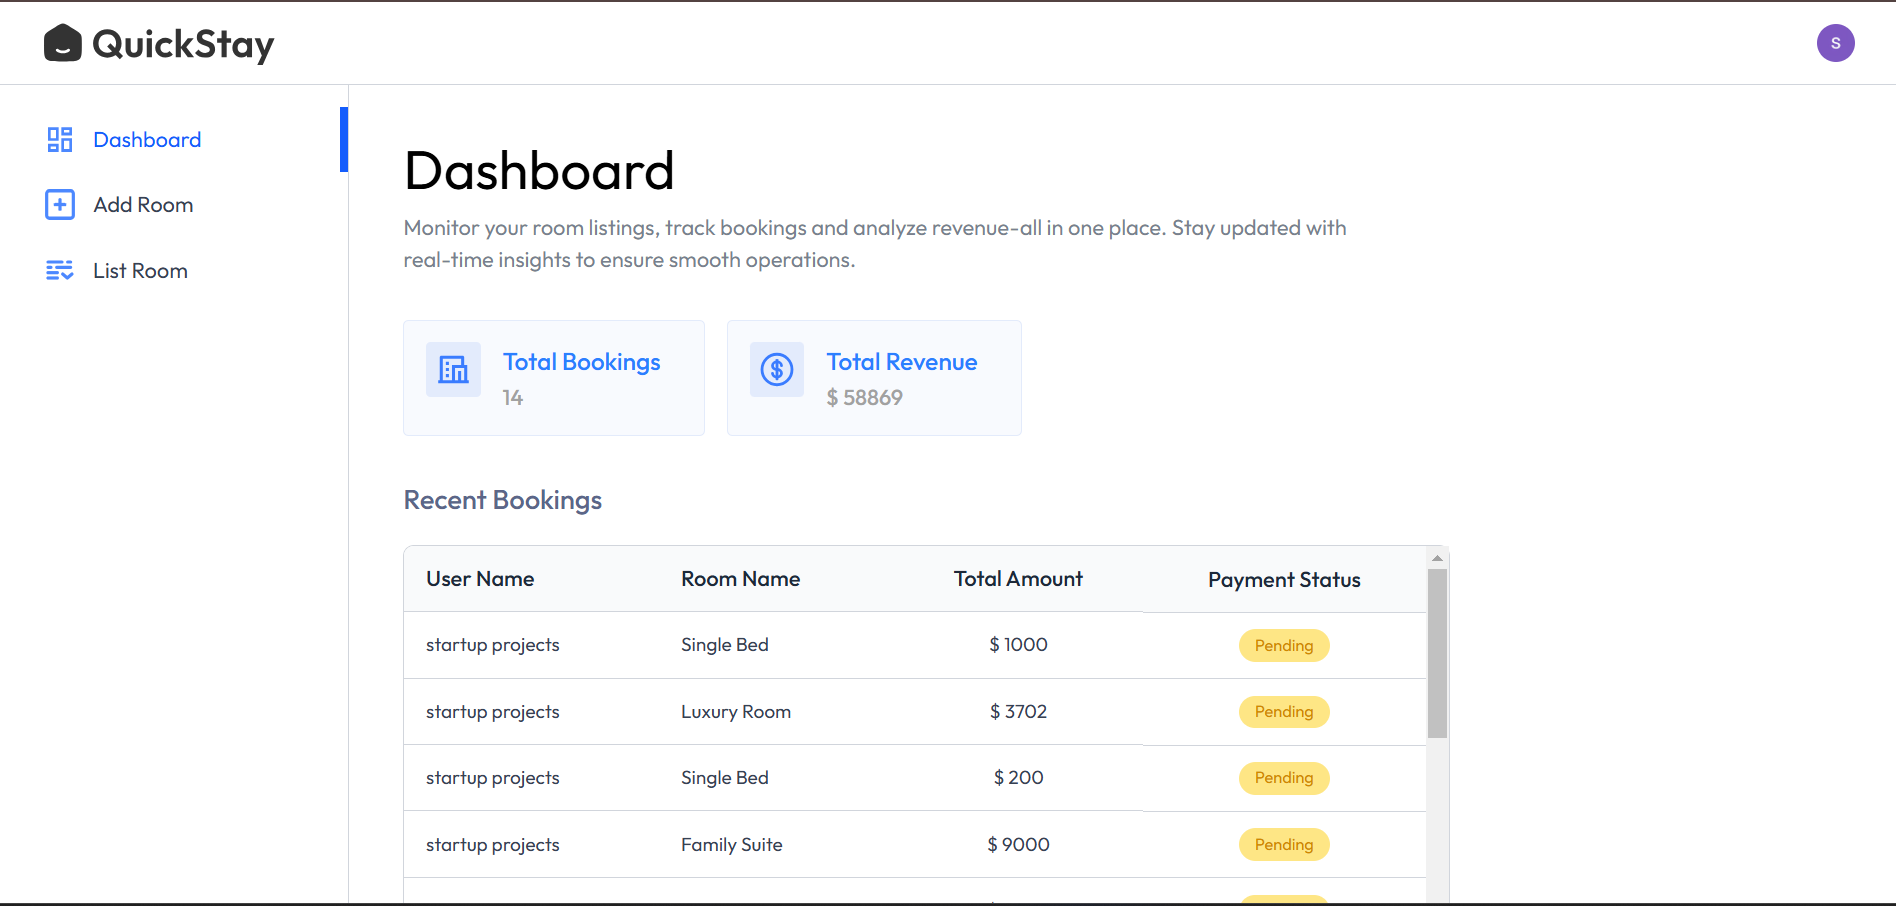 QuickStay
S
Dashboard
Add Room
List Room
Dashboard
Monitor your room listings, track bookings and analyze revenue-all in one place. Stay updated with
real-time insights to ensure smooth operations.
Total Bookings
14
Total Revenue
$ 58869
Recent Bookings
User Name Room Name Total Amount Payment Status
startup projects Single Bed $ 1000 Pending
startup projects Luxury Room $ 3702 Pending
startup projects Single Bed $ 200 Pending
startup projects Family Suite $ 9000 Pending